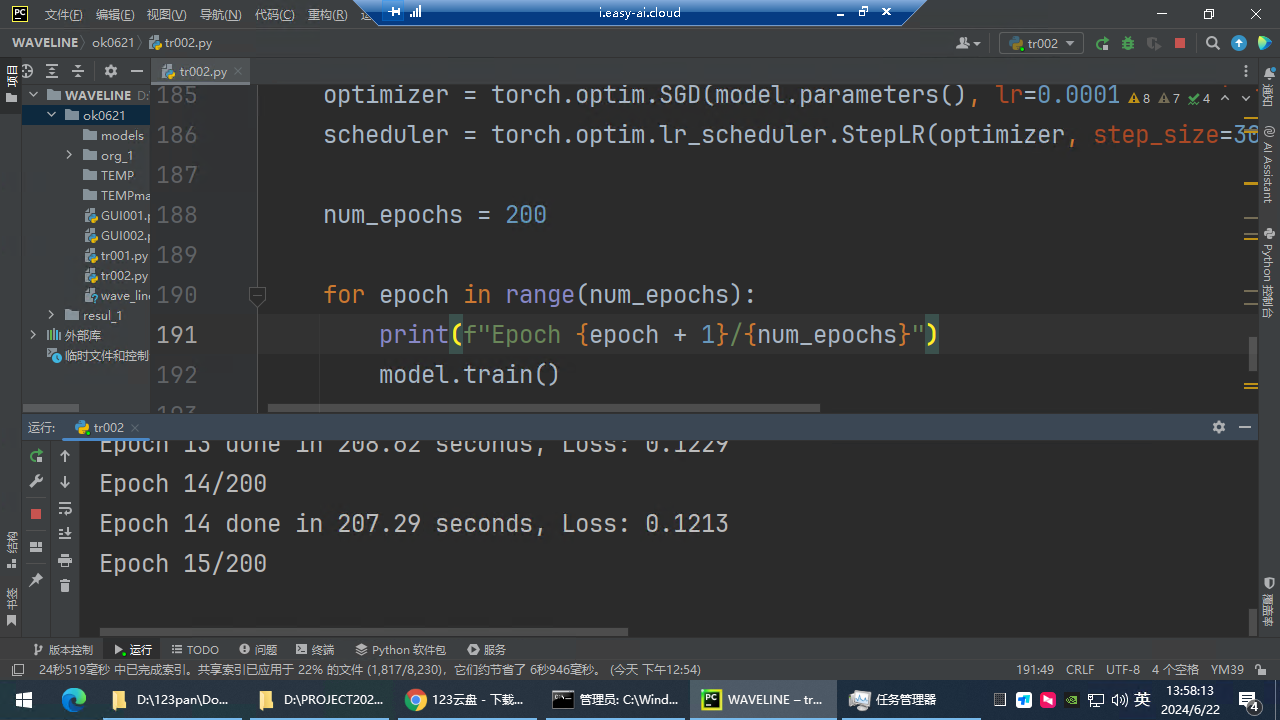 i.easy-ai.cloud
文件(F) 编辑(E) 视图(V) 导航(N) 代码(C) 重构(R)
WAVELINE ok0621 tr002.py
tr002
项目
tr002.py
WAVELINE
ok0621
models
org_1
TEMP
TEMPma
GUI001.p
GUI002.p
tr001.py
tr002.py
wave_line
resul_1
外部库
临时文件和控制
185 optimizer = torch.optim.SGD(model.parameters(), lr=0.0001
8 7 4
186 scheduler = torch.optim.lr_scheduler.StepLR(optimizer, step_size=38
187
188 num_epochs = 200
189
190 for epoch in range(num_epochs):
191 print(f"Epoch {epoch + 1}/{num_epochs}")
192 model.train()
193
通知
AI Assistant
Python 控制台
覆盖率
运行: tr002
Epoch 13 done in 208.62 seconds, Loss: 0.1229
Epoch 14/200
Epoch 14 done in 207.29 seconds, Loss: 0.1213
Epoch 15/200
结构
书签
版本控制 运行 TODO 问题 终端 Python 软件包 服务
24秒519毫秒 中已完成索引。共享索引已应用于 22% 的文件 (1,817/8,230)，它们约节省了 6秒946毫秒。 (今天 下午12:54)
191:49 CRLF UTF-8 4 个空格 YM39
D:\123pan\Do...
D:\PROJECT202...
123云盘 - 下载...
管理员: C:\Wind...
WAVELINE – tr...
任务管理器
英
13:58:13
2024/6/22
4